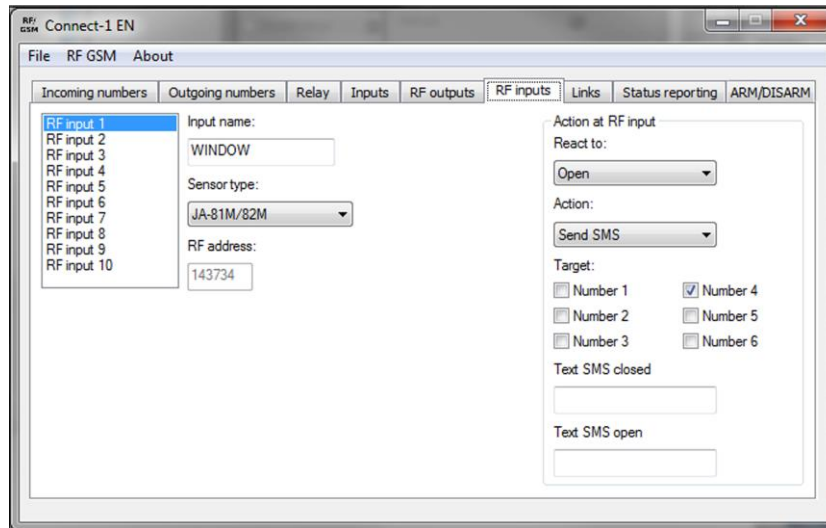 RF/GSM Connect-1 EN
File RF GSM About
Incoming numbers Outgoing numbers Relay Inputs RF outputs RF inputs Links Status reporting ARM/DISARM
RF input 1
RF input 2
RF input 3
RF input 4
RF input 5
RF input 6
RF input 7
RF input 8
RF input 9
RF input 10
Input name:
WINDOW
Sensor type:
JA-81M/82M
RF address:
143734
Action at RF input
React to:
Open
Action:
Send SMS
Target:
Number 1 Number 4
Number 2 Number 5
Number 3 Number 6
Text SMS closed
Text SMS open